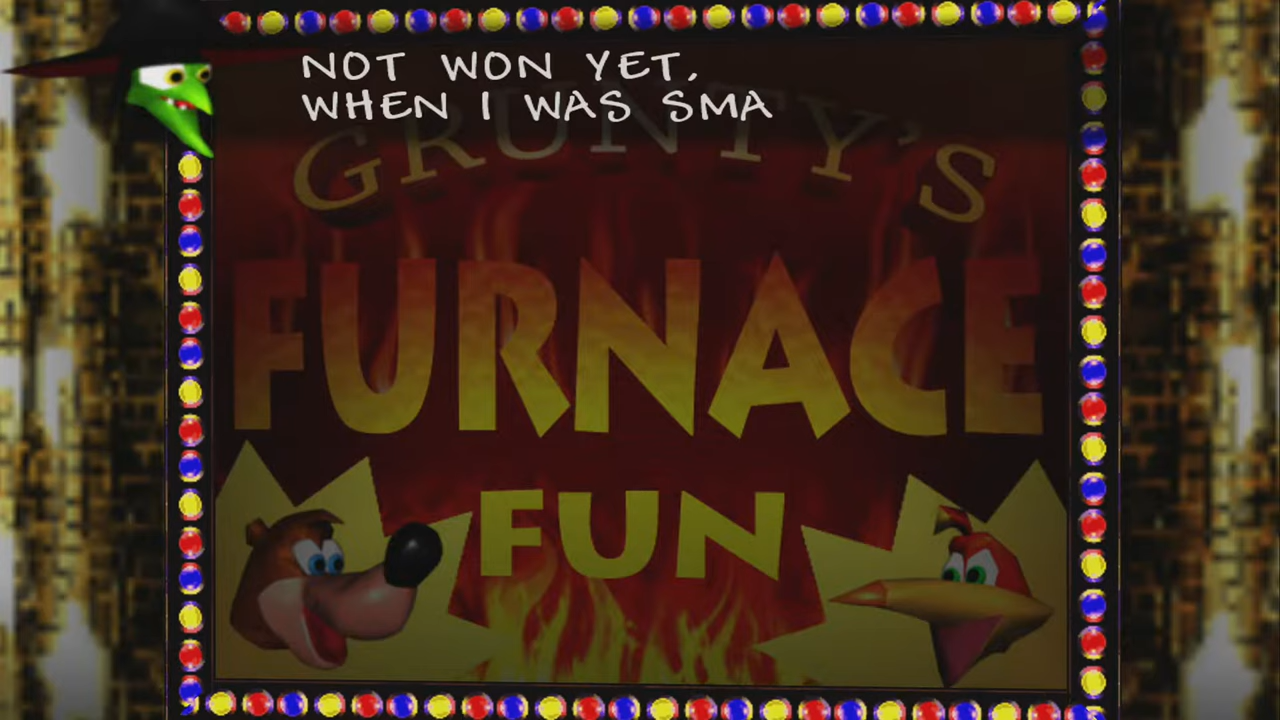 NOT WON YET,
WHEN I WAS SMA
GRUNTY'S
FURNACE
FUN